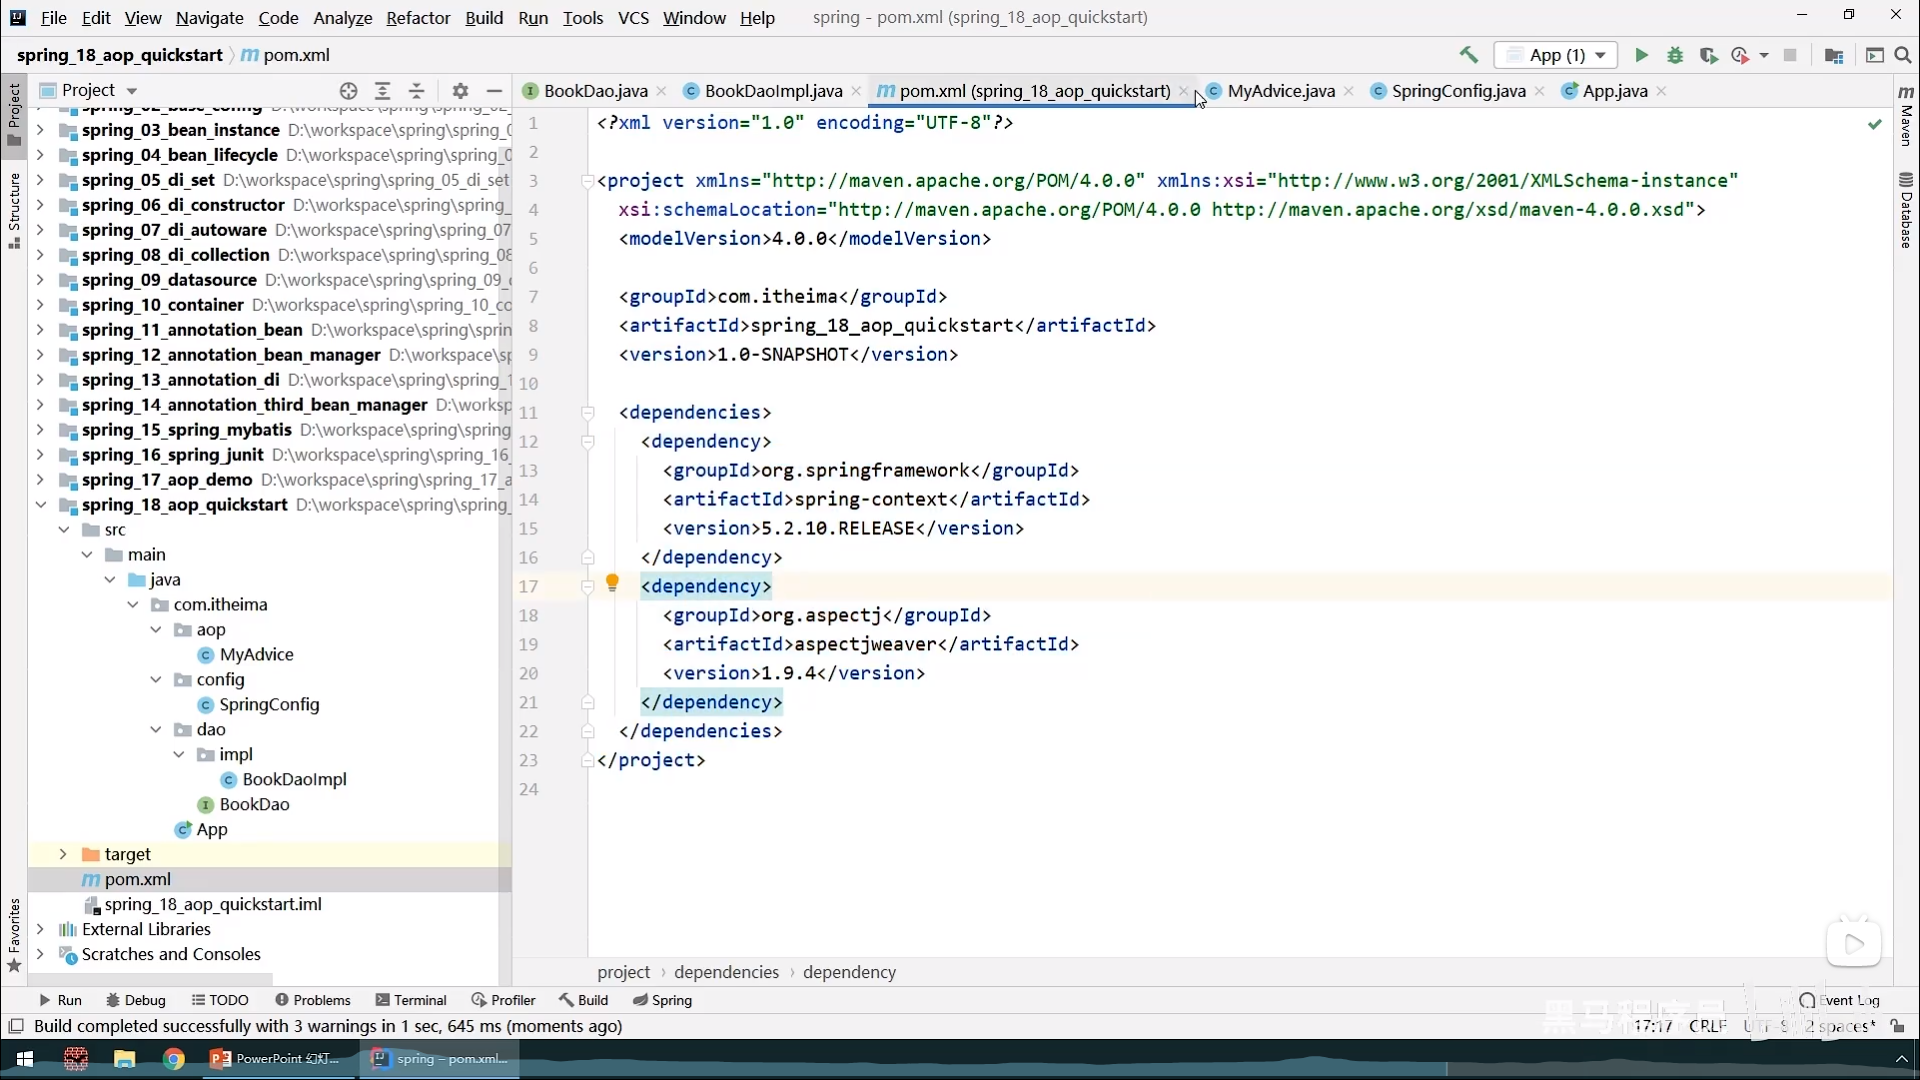 File Edit View Navigate Code Analyze Refactor Build Run Tools VCS Window Help spring - pom.xml (spring_18_aop_quickstart)
spring_18_aop_quickstart pom.xml App (1)
Project
BookDao.java BookDaoImpl.java pom.xml (spring_18_aop_quickstart) MyAdvice.java SpringConfig.java App.java
Project
Structure
Favorites
Maven
Database
spring_03_bean_instance D:\workspace\spring\spring_0
spring_04_bean_lifecycle D:\workspace\spring\spring_0
spring_05_di_set D:\workspace\spring\spring_05_di_set
spring_06_di_constructor D:\workspace\spring\spring_
spring_07_di_autoware D:\workspace\spring\spring_07
spring_08_di_collection D:\workspace\spring\spring_08
spring_09_datasource D:\workspace\spring\spring_09_
spring_10_container D:\workspace\spring\spring_10_co
spring_11_annotation_bean D:\workspace\spring\sprin
spring_12_annotation_bean_manager D:\workspace\s
spring_13_annotation_di D:\workspace\spring\spring_
spring_14_annotation_third_bean_manager D:\worksp
spring_15_spring_mybatis D:\workspace\spring\spring
spring_16_spring_junit D:\workspace\spring\spring_16_
spring_17_aop_demo D:\workspace\spring\spring_17_a
spring_18_aop_quickstart D:\workspace\spring\spring_
src
main
java
com.itheima
aop
MyAdvice
config
SpringConfig
dao
impl
BookDaoImpl
BookDao
App
target
pom.xml
spring_18_aop_quickstart.iml
External Libraries
Scratches and Consoles
1 <?xml version="1.0" encoding="UTF-8"?>
2
3 <project xmlns="http://maven.apache.org/POM/4.0.0" xmlns:xsi="http://www.w3.org/2001/XMLSchema-instance"
4 xsi:schemaLocation="http://maven.apache.org/POM/4.0.0 http://maven.apache.org/xsd/maven-4.0.0.xsd">
5 <modelVersion>4.0.0</modelVersion>
6
7 <groupId>com.itheima</groupId>
8 <artifactId>spring_18_aop_quickstart</artifactId>
9 <version>1.0-SNAPSHOT</version>
10
11 <dependencies>
12 <dependency>
13 <groupId>org.springframework</groupId>
14 <artifactId>spring-context</artifactId>
15 <version>5.2.10.RELEASE</version>
16 </dependency>
17 <dependency>
18 <groupId>org.aspectj</groupId>
19 <artifactId>aspectjweaver</artifactId>
20 <version>1.9.4</version>
21 </dependency>
22 </dependencies>
23 </project>
24
project › dependencies › dependency
Run Debug TODO Problems Terminal Profiler Build Spring Event Log
Build completed successfully with 3 warnings in 1 sec, 645 ms (moments ago) 17:17 CRLF UTF-8 2 spaces*
黑马程序员
PowerPoint 幻灯... spring – pom.xml...